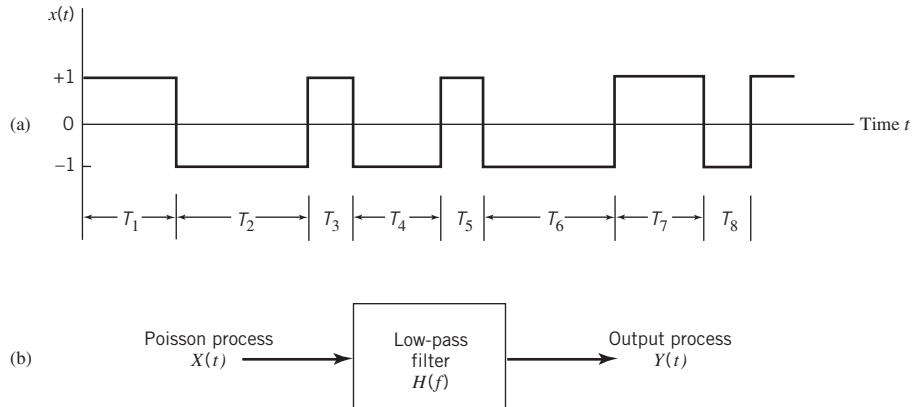 x(t)
+1
(a)
0
Time t
–1
T1 T2 T3 T4 T5 T6 T7 T8
(b)
Poisson process
X(t)
Low-pass
filter
H(f)
Output process
Y(t)